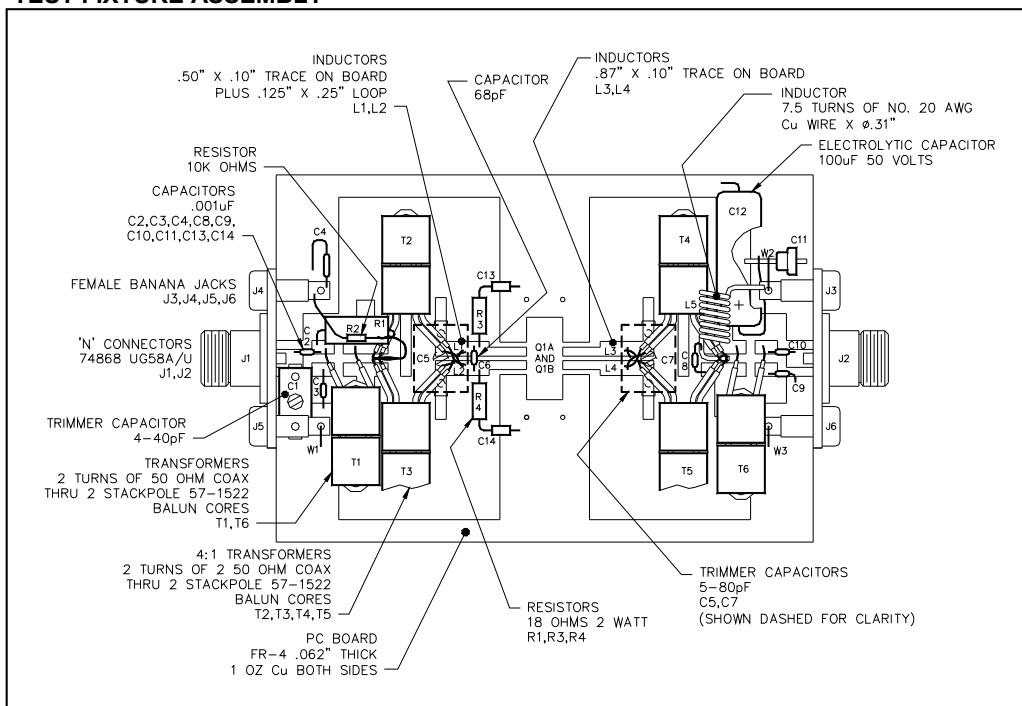 TEST FIXTURE ASSEMBLY
INDUCTORS
.50” X .10” TRACE ON BOARD
PLUS .125” X .25” LOOP
L1,L2
CAPACITOR
68pF
INDUCTORS
.87” X .10” TRACE ON BOARD
L3,L4
INDUCTOR
7.5 TURNS OF NO. 20 AWG
Cu WIRE X ø.31”
ELECTROLYTIC CAPACITOR
100uF 50 VOLTS
RESISTOR
10K OHMS
CAPACITORS
.001uF
C2,C3,C4,C8,C9,
C10,C11,C13,C14
FEMALE BANANA JACKS
J3,J4,J5,J6
'N' CONNECTORS
74868 UG58A/U
J1,J2
TRIMMER CAPACITOR
4-40pF
TRANSFORMERS
2 TURNS OF 50 OHM COAX
THRU 2 STACKPOLE 57-1522
BALUN CORES
T1,T6
4:1 TRANSFORMERS
2 TURNS OF 2 50 OHM COAX
THRU 2 STACKPOLE 57-1522
BALUN CORES
T2,T3,T4,T5
PC BOARD
FR-4 .062” THICK
1 OZ Cu BOTH SIDES
RESISTORS
18 OHMS 2 WATT
R1,R3,R4
TRIMMER CAPACITORS
5-80pF
C5,C7
(SHOWN DASHED FOR CLARITY)
C4
T2
C13
T4
C12
W2
C11
J4
J3
R3
L5
+
R2
R1
C2
J1
L1
C5
L2
C6
Q1A
AND
Q1B
L3
L4
C7
C8
C10
J2
C9
C1
C3
R4
C14
J5
W1
T1
T3
T5
T6
W3
J6